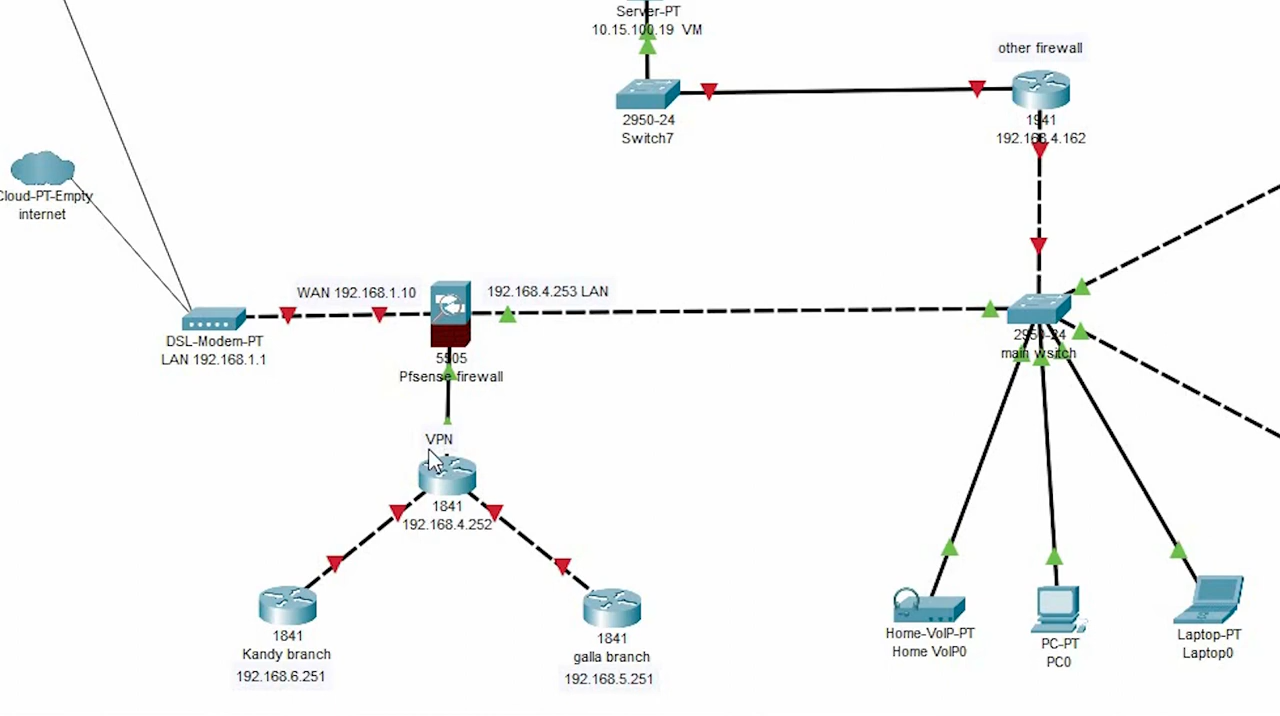 Server-PT
10.15.100.19 VM
other firewall
2950-24
Switch7
1941
192.168.4.162
Cloud-PT-Empty
internet
WAN 192.168.1.10
192.168.4.253 LAN
DSL-Modem-PT
LAN 192.168.1.1
5505
Pfsense firewall
2950-24
main wsitch
VPN
1841
192.168.4.252
1841
Kandy branch
192.168.6.251
1841
galla branch
192.168.5.251
Home-VoIP-PT
Home VoIP0
PC-PT
PC0
Laptop-PT
Laptop0